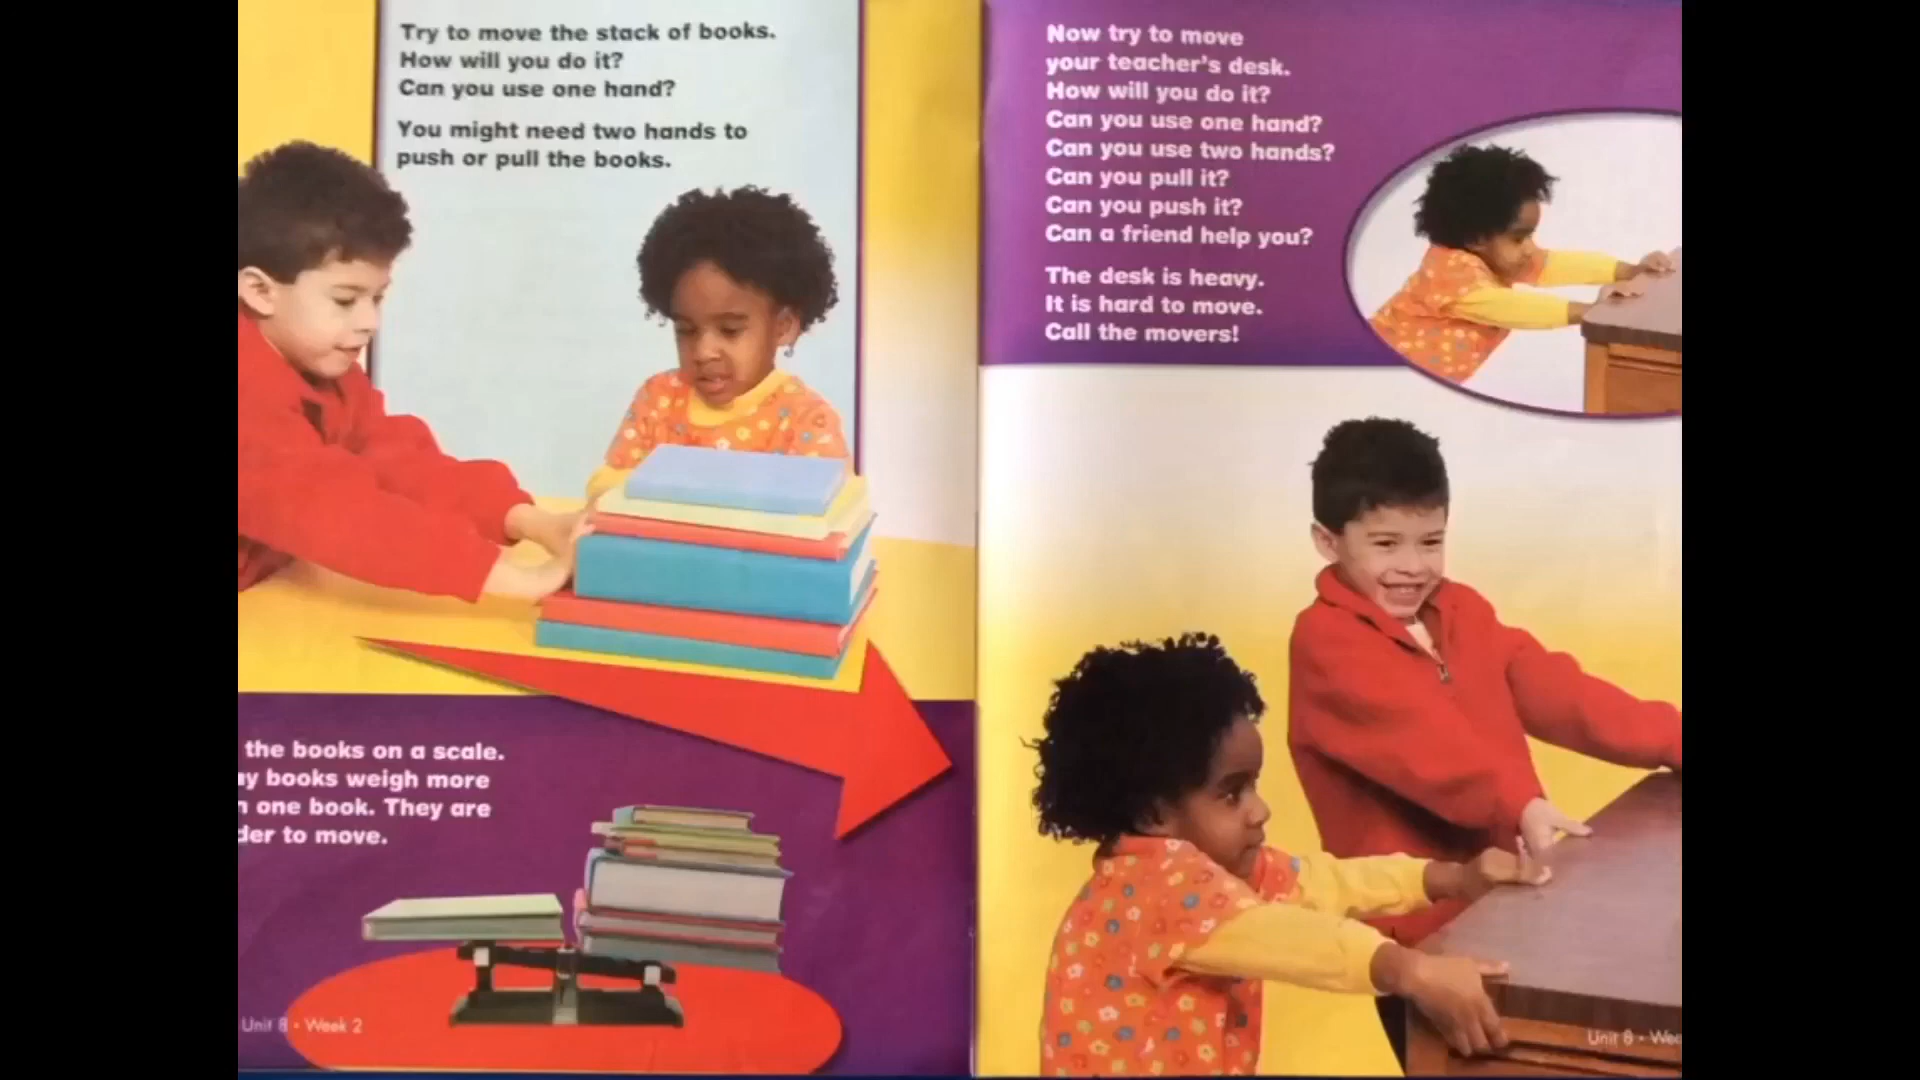 Try to move the stack of books.
How will you do it?
Can you use one hand?
You might need two hands to
push or pull the books.
the books on a scale.
books weigh more
one book. They are
to move.
Unit 8 • Week 2
Now try to move
your teacher's desk.
How will you do it?
Can you use one hand?
Can you use two hands?
Can you pull it?
Can you push it?
Can a friend help you?
The desk is heavy.
It is hard to move.
Call the movers!
Unit 8 •